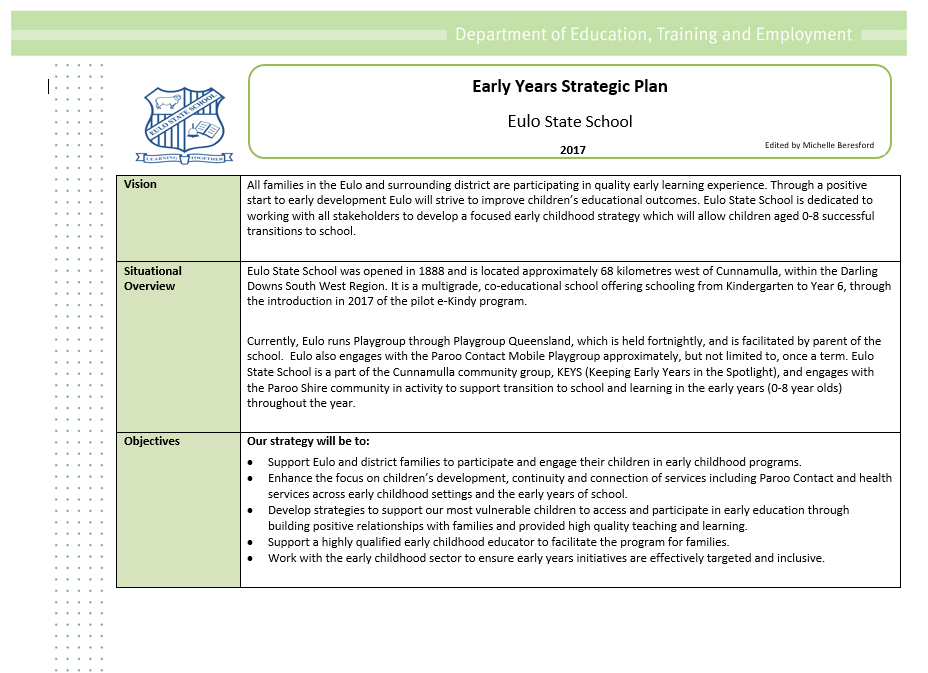 Department of Education, Training and Employment
EULO STATE SCHOOL
LEARNING TOGETHER
Early Years Strategic Plan
Eulo State School
2017
Edited by Michelle Beresford
Vision
All families in the Eulo and surrounding district are participating in quality early learning experience. Through a positive
start to early development Eulo will strive to improve children’s educational outcomes. Eulo State School is dedicated to
working with all stakeholders to develop a focused early childhood strategy which will allow children aged 0-8 successful
transitions to school.
Situational
Overview
Eulo State School was opened in 1888 and is located approximately 68 kilometres west of Cunnamulla, within the Darling
Downs South West Region. It is a multigrade, co-educational school offering schooling from Kindergarten to Year 6, through
the introduction in 2017 of the pilot e-Kindy program.
Currently, Eulo runs Playgroup through Playgroup Queensland, which is held fortnightly, and is facilitated by parent of the
school.  Eulo also engages with the Paroo Contact Mobile Playgroup approximately, but not limited to, once a term. Eulo
State School is a part of the Cunnamulla community group, KEYS (Keeping Early Years in the Spotlight), and engages with
the Paroo Shire community in activity to support transition to school and learning in the early years (0-8 year olds)
throughout the year.
Objectives
Our strategy will be to:
• Support Eulo and district families to participate and engage their children in early childhood programs.
• Enhance the focus on children’s development, continuity and connection of services including Paroo Contact and health
services across early childhood settings and the early years of school.
• Develop strategies to support our most vulnerable children to access and participate in early education through
building positive relationships with families and provided high quality teaching and learning.
• Support a highly qualified early childhood educator to facilitate the program for families.
• Work with the early childhood sector to ensure early years initiatives are effectively targeted and inclusive.